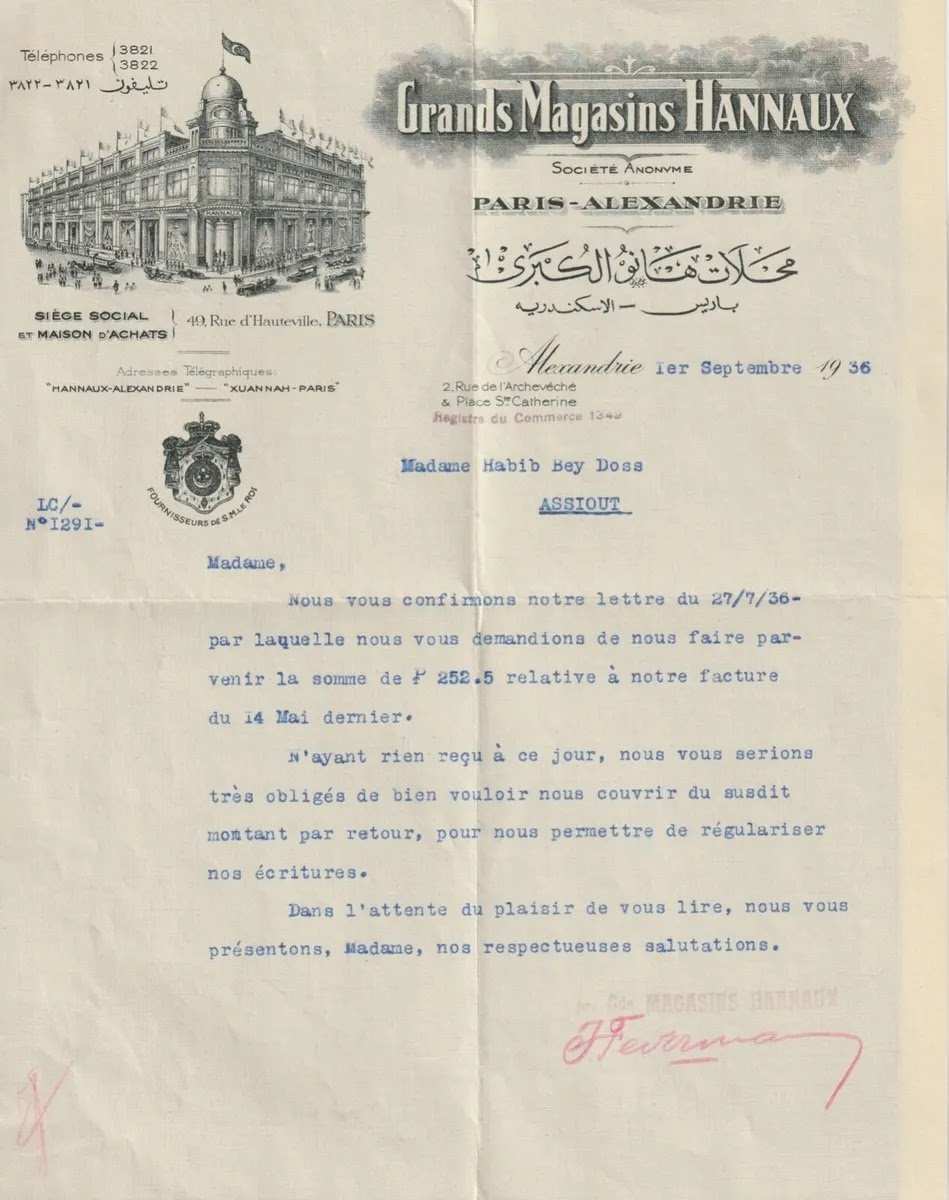 Téléphones { 3821
3822
٣٨٢٢-٣٨٢١ تليفون
Grands Magasins HANNAUX
SOCIÉTÉ ANONYME
PARIS-ALEXANDRIE
محلات هانو الكبرى
باريس — الاسكندريه
HANNAUX
SIÈGE SOCIAL
ET MAISON D'ACHATS } 49, Rue d'Hauteville, PARIS
Adresses Télégraphiques:
"HANNAUX-ALEXANDRIE" — "XUANNAH-PARIS"
FOURNISSEURS DE S.M. LE ROI
Alexandrie 1er Septembre 1936
2, Rue de l'Archevêché
& Place Ste Catherine
Registre du Commerce 1349
Madame Habib Bey Doss
ASSIOUT
LC/-
N°1291-
Madame,
Nous vous confirmons notre lettre du 27/7/36-
par laquelle nous vous demandions de nous faire par-
venir la somme de P 252.5 relative à notre facture
du 14 Mai dernier.
N'ayant rien reçu à ce jour, nous vous serions
très obligés de bien vouloir nous couvrir du susdit
montant par retour, pour nous permettre de régulariser
nos écritures.
Dans l'attente du plaisir de vous lire, nous vous
présentons, Madame, nos respectueuses salutations.
Gds. MAGASINS HANNAUX